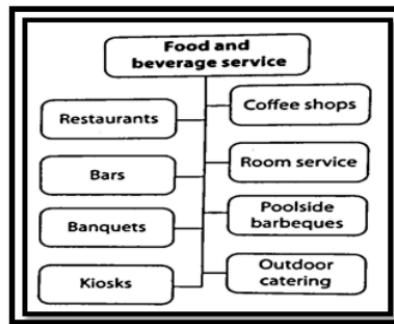 Food and
beverage service
Restaurants
Coffee shops
Bars
Room service
Banquets
Poolside
barbeques
Kiosks
Outdoor
catering